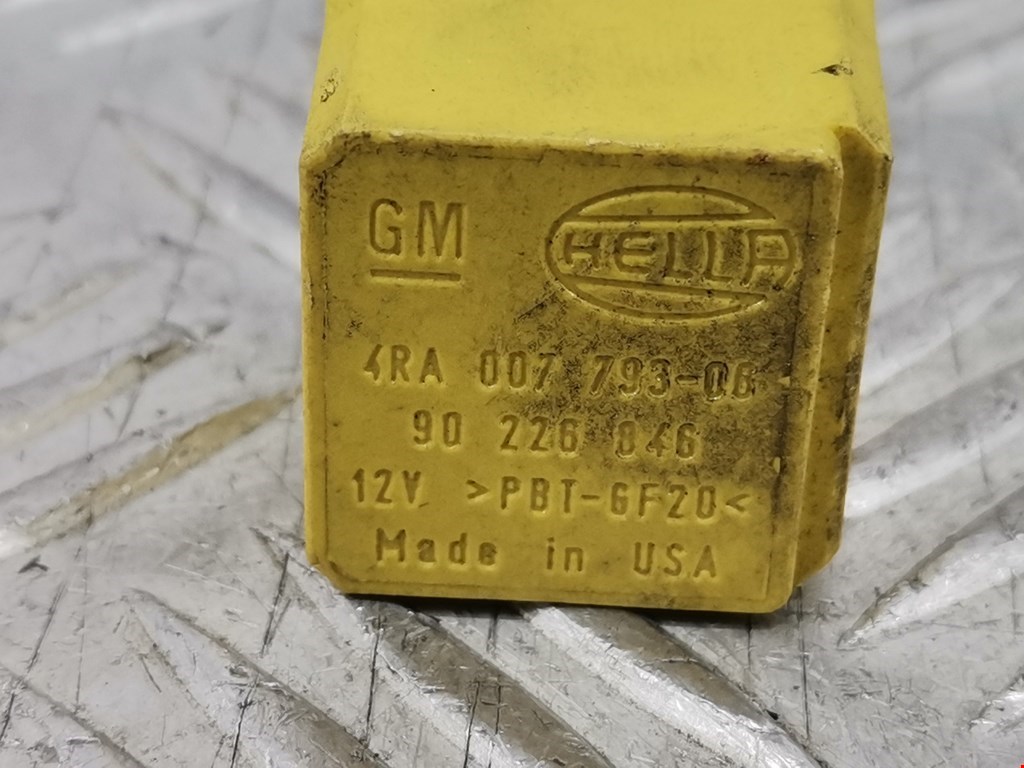 GM HELLA
4RA 007 793-06
90 226 846
12V >PBT-GF20<
Made in USA